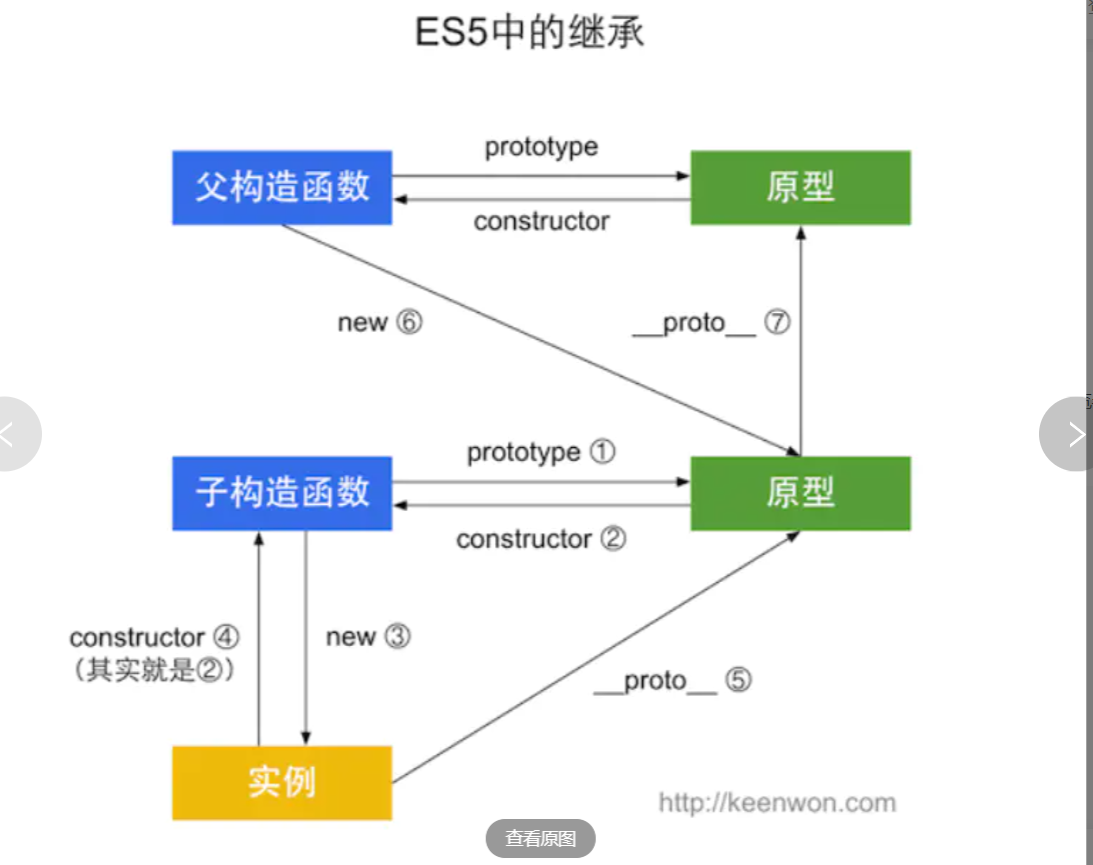 ES5中的继承
prototype
父构造函数
原型
constructor
new ⑥
__proto__ ⑦
prototype ①
子构造函数
原型
constructor ②
constructor ④
（其实就是②）
new ③
__proto__ ⑤
实例
http://keenwon.com
查看原图